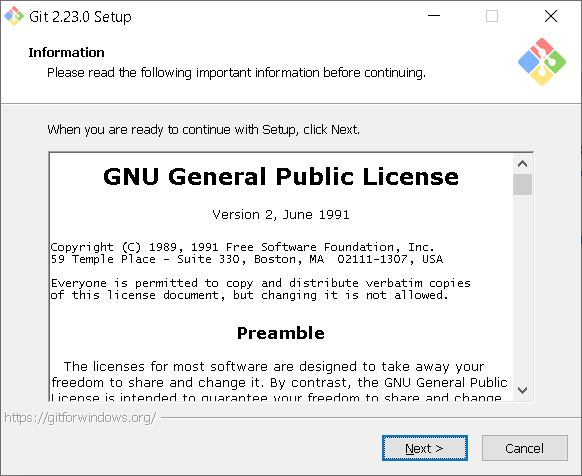 Git 2.23.0 Setup
Information
Please read the following important information before continuing.
When you are ready to continue with Setup, click Next.
GNU General Public License
Version 2, June 1991
Copyright (C) 1989, 1991 Free Software Foundation, Inc.
59 Temple Place - Suite 330, Boston, MA  02111-1307, USA
Everyone is permitted to copy and distribute verbatim copies
of this license document, but changing it is not allowed.
Preamble
The licenses for most software are designed to take away your
freedom to share and change it. By contrast, the GNU General Public
License is intended to guarantee your freedom to share and change
https://gitforwindows.org/
Next >
Cancel